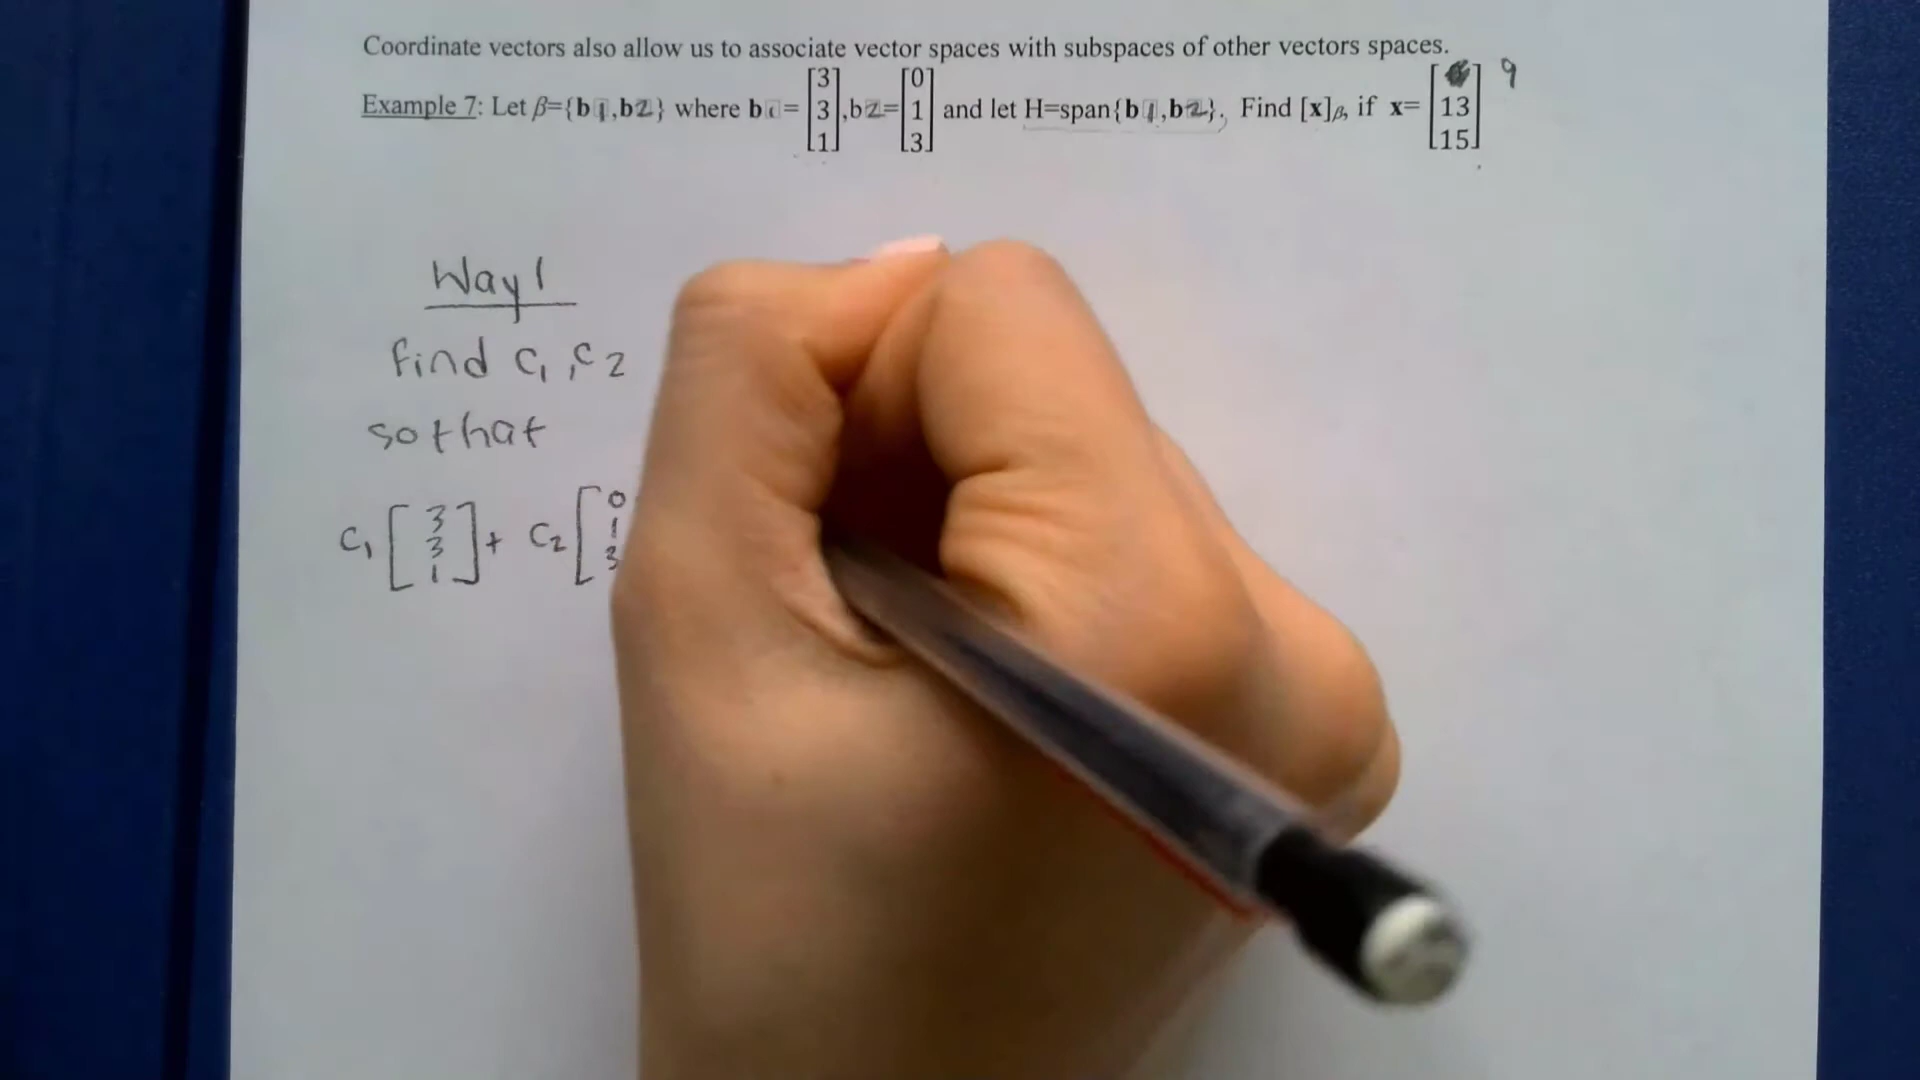 Coordinate vectors also allow us to associate vector spaces with subspaces of other vectors spaces.
Example 7: Let β={b1,b2} where b1= [3 3 1] ,b2= [0 1 3] and let H=span{b1,b2}. Find [x]β, if x= [13 15] 9
Way 1
find c1, c2
so that
c1 [3 3 1] + c2 [0 1 3